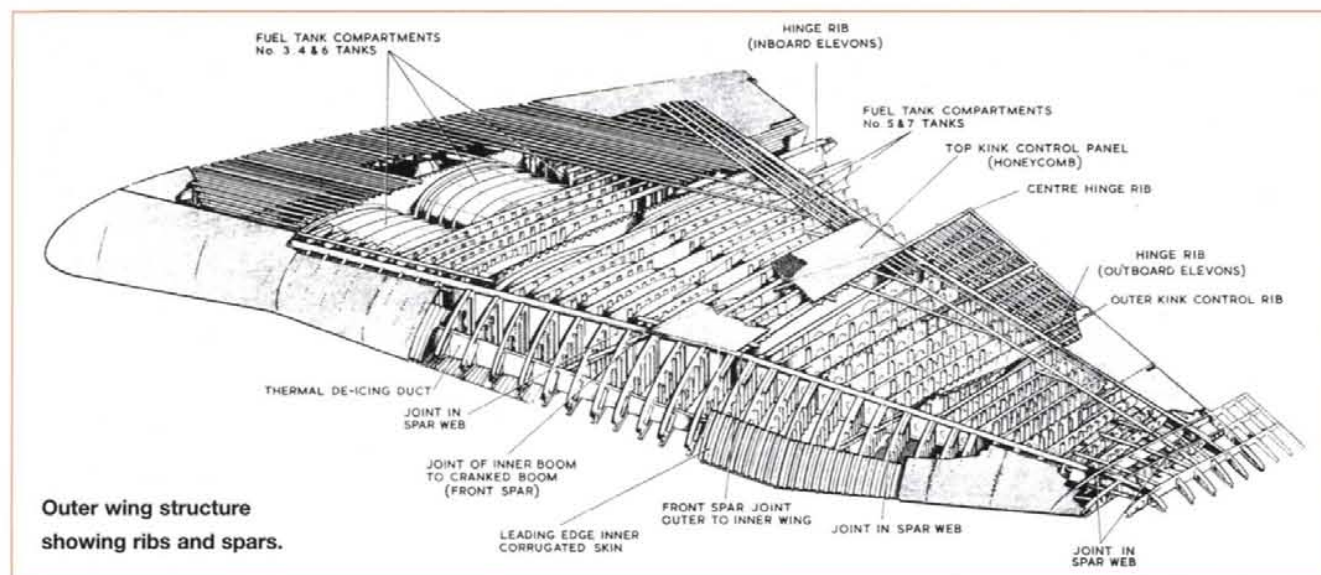 FUEL TANK COMPARTMENTS
No. 3. 4 & 6 TANKS
HINGE RIB
(INBOARD ELEVONS)
FUEL TANK COMPARTMENTS
No. 5 & 7 TANKS
TOP KINK CONTROL PANEL
(HONEYCOMB)
CENTRE HINGE RIB
HINGE RIB
(OUTBOARD ELEVONS)
OUTER KINK CONTROL RIB
THERMAL DE-ICING DUCT
JOINT IN
SPAR WEB
JOINT OF INNER BOOM
TO CRANKED BOOM
(FRONT SPAR)
LEADING EDGE INNER
CORRUGATED SKIN
FRONT SPAR JOINT
OUTER TO INNER WING
JOINT IN SPAR WEB
JOINT IN
SPAR WEB
Outer wing structure
showing ribs and spars.